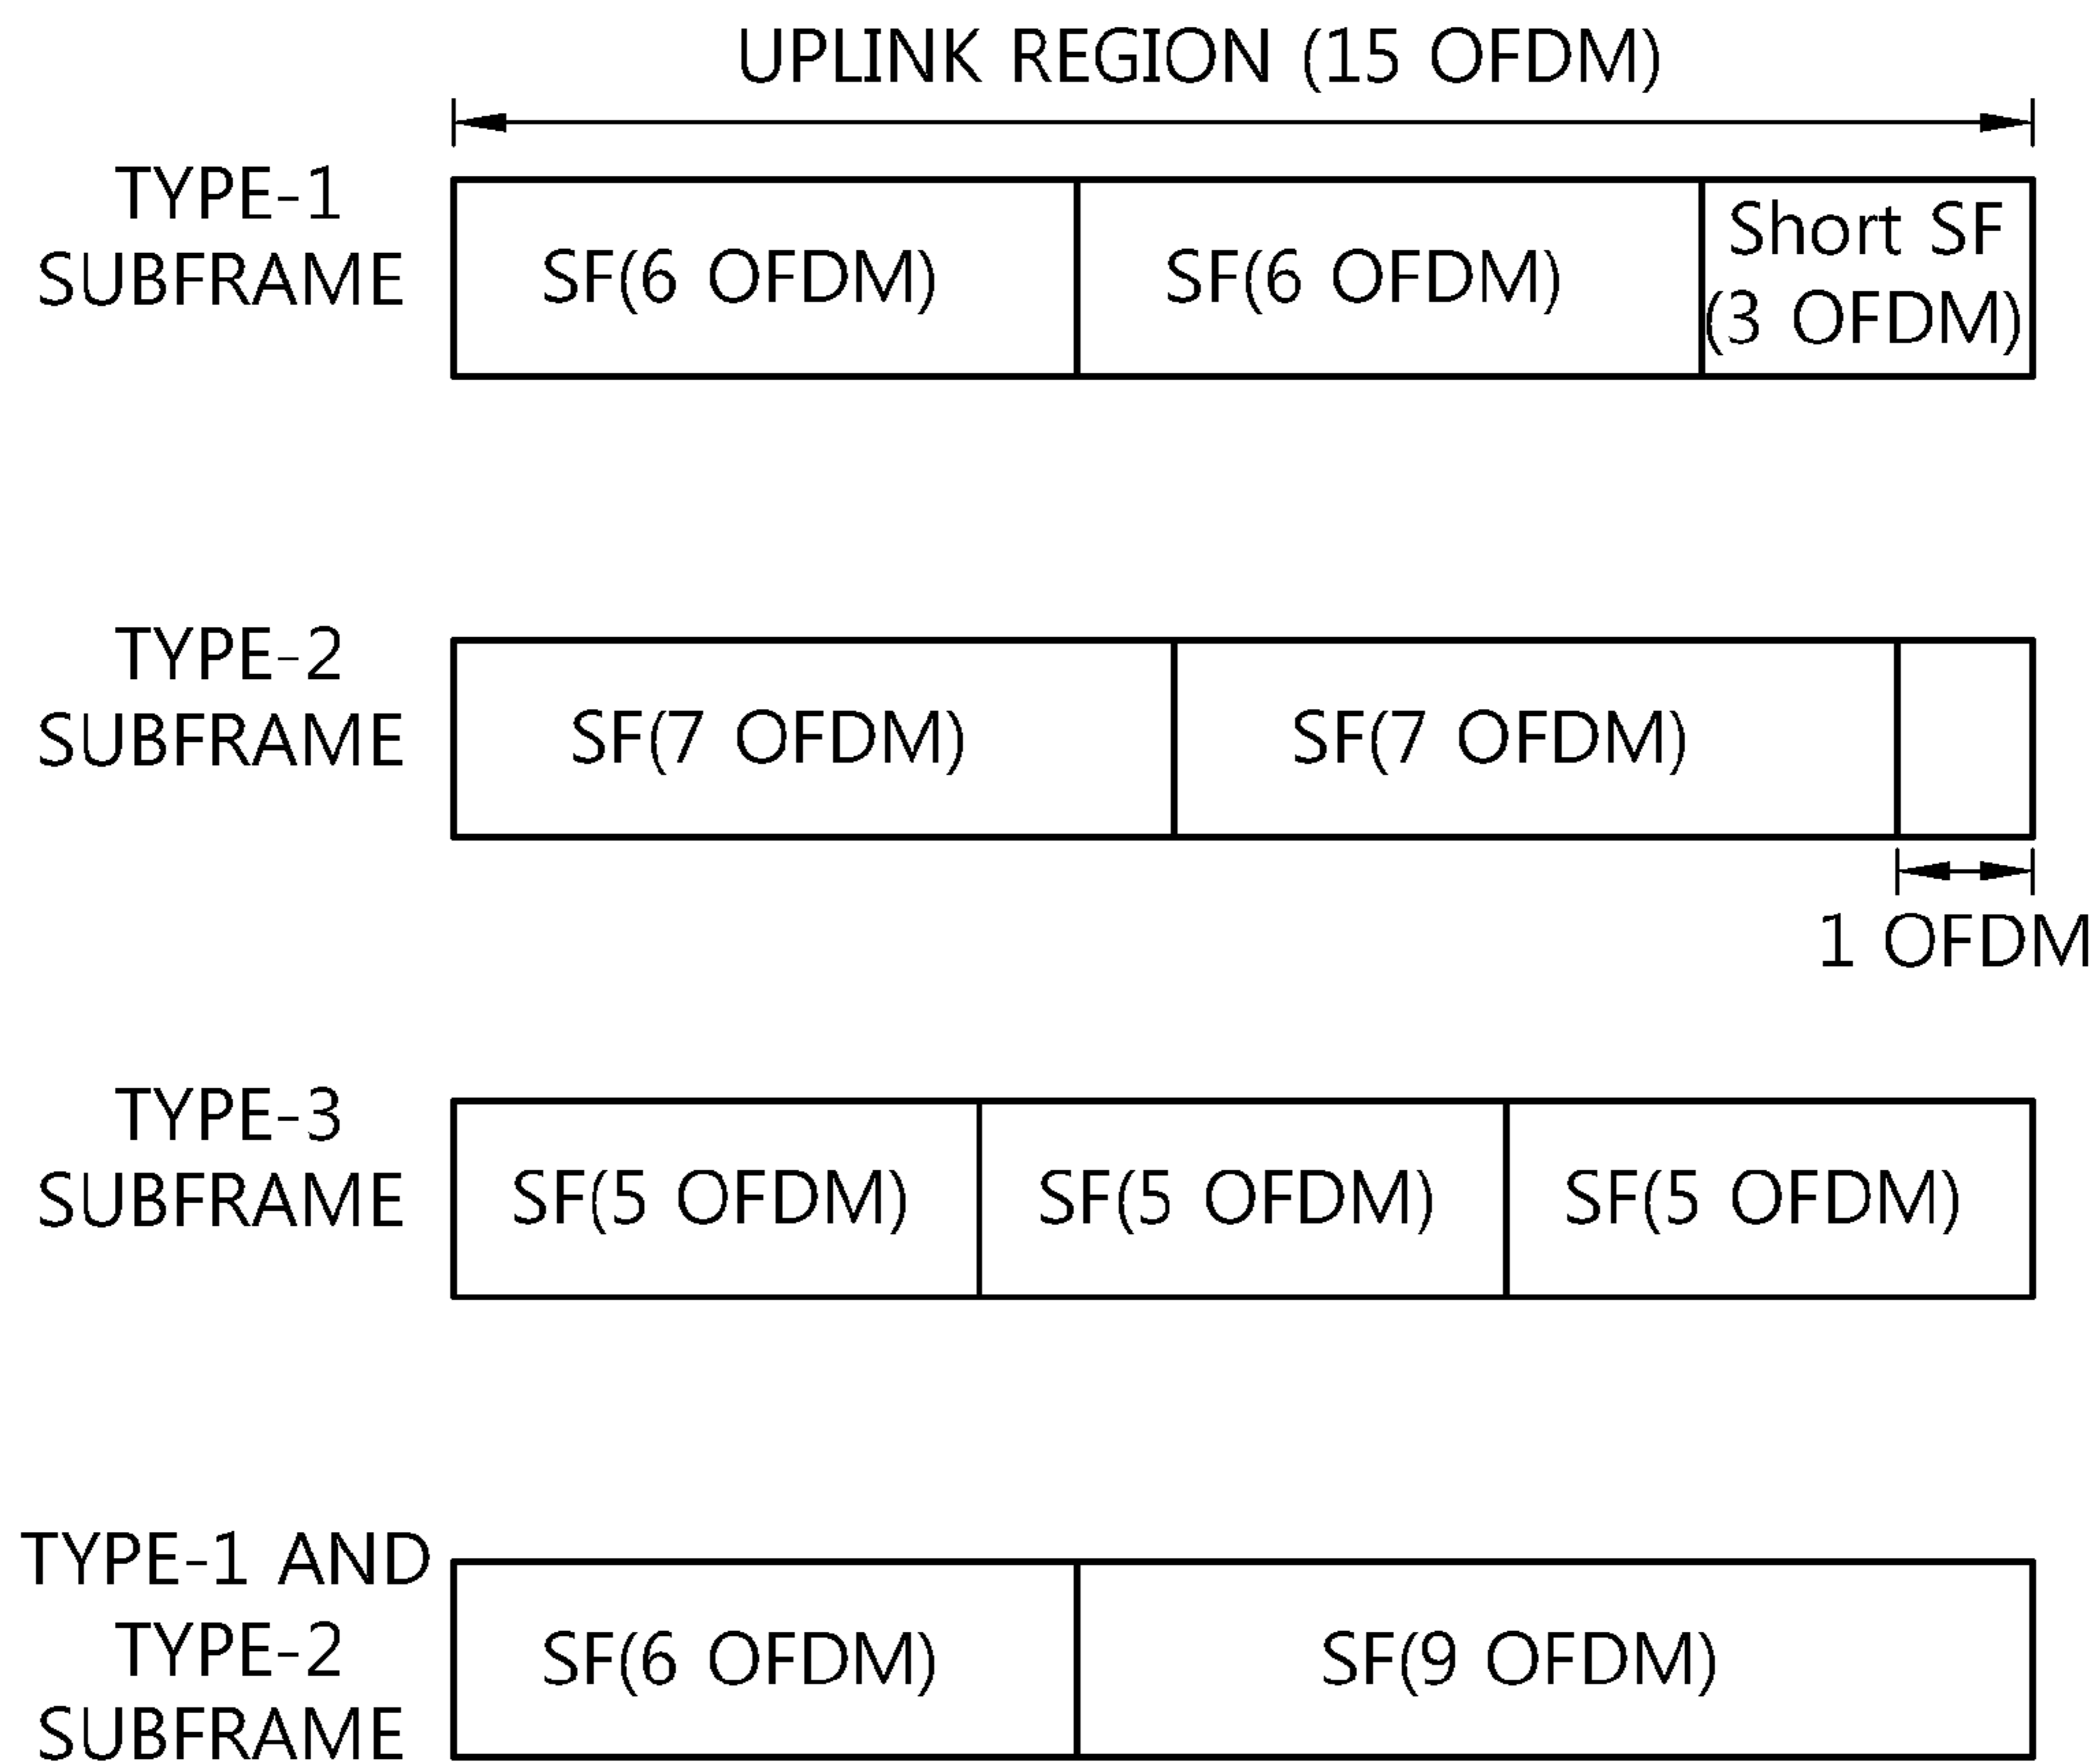 UPLINK REGION (15 OFDM)
TYPE-1
SUBFRAME
SF(6 OFDM)
SF(6 OFDM)
Short SF
(3 OFDM)
TYPE-2
SUBFRAME
SF(7 OFDM)
SF(7 OFDM)
1 OFDM
TYPE-3
SUBFRAME
SF(5 OFDM)
SF(5 OFDM)
SF(5 OFDM)
TYPE-1 AND
TYPE-2
SUBFRAME
SF(6 OFDM)
SF(9 OFDM)